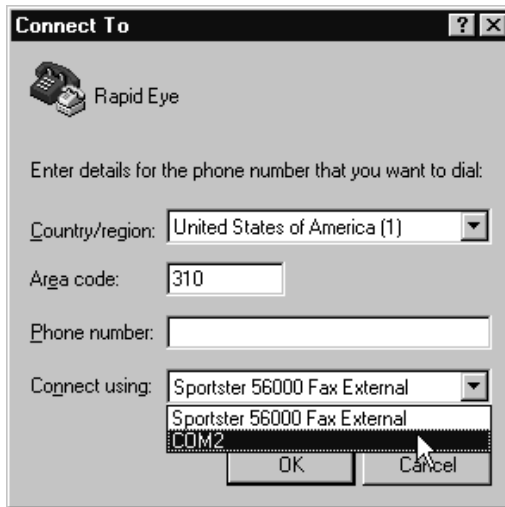 Connect To
Rapid Eye
Enter details for the phone number that you want to dial:
Country/region: United States of America (1)
Area code: 310
Phone number:
Connect using: Sportster 56000 Fax External
Sportster 56000 Fax External
COM2
OK Cancel